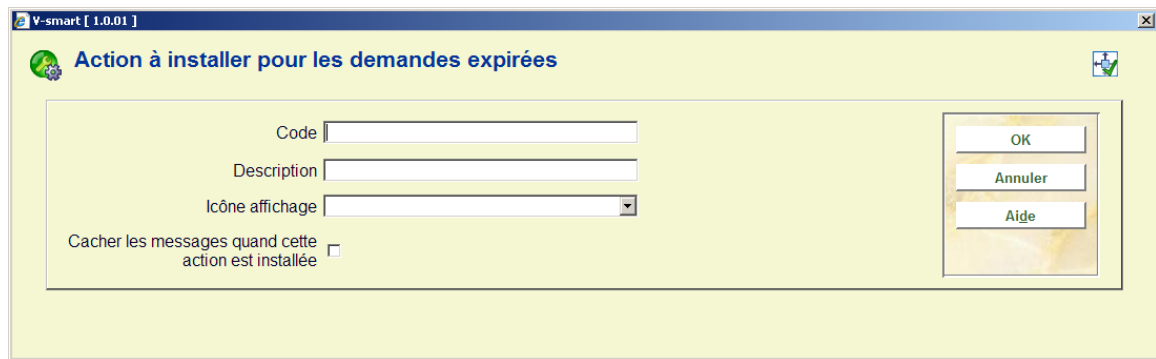 V-smart [ 1.0.01 ]
Action à installer pour les demandes expirées
Code
Description
Icône affichage
Cacher les messages quand cette
action est installée
OK
Annuler
Aide